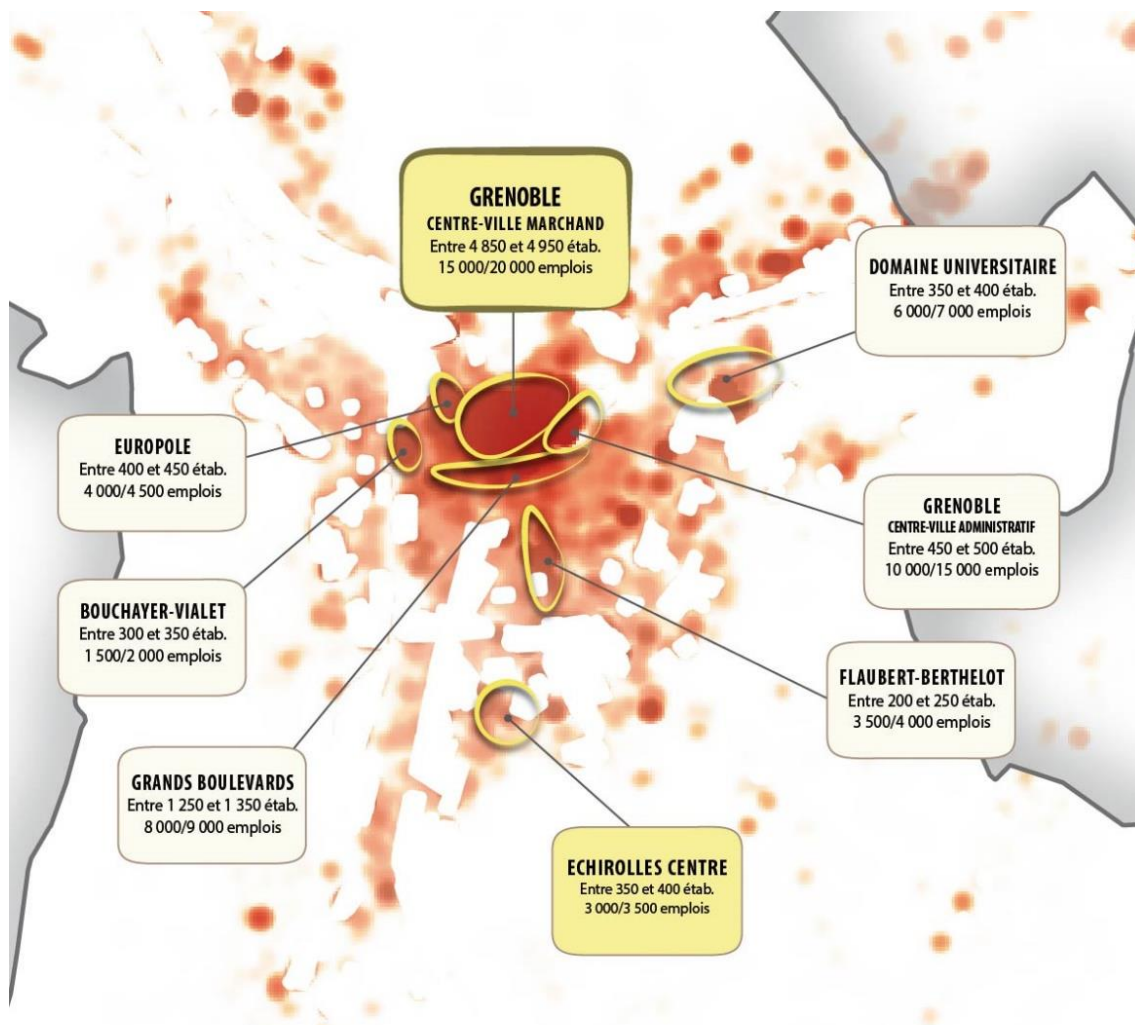 GRENOBLE
CENTRE-VILLE MARCHAND
Entre 4 850 et 4 950 étab.
15 000/20 000 emplois
DOMAINE UNIVERSITAIRE
Entre 350 et 400 étab.
6 000/7 000 emplois
EUROPOLE
Entre 400 et 450 étab.
4 000/4 500 emplois
GRENOBLE
CENTRE-VILLE ADMINISTRATIF
Entre 450 et 500 étab.
10 000/15 000 emplois
BOUCHAYER-VIALET
Entre 300 et 350 étab.
1 500/2 000 emplois
FLAUBERT-BERTHELOT
Entre 200 et 250 étab.
3 500/4 000 emplois
GRANDS BOULEVARDS
Entre 1 250 et 1 350 étab.
8 000/9 000 emplois
ECHIROLLES CENTRE
Entre 350 et 400 étab.
3 000/3 500 emplois